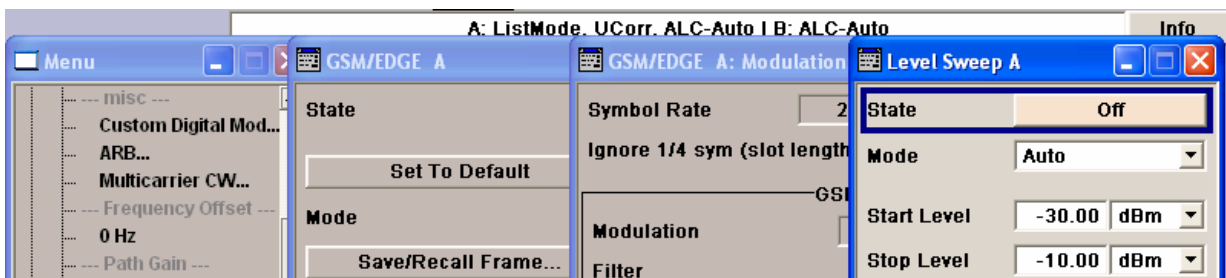 A: ListMode, UCorr, ALC-Auto I B: ALC-Auto
Info
Menu
--- misc ---
Custom Digital Mod...
ARB...
Multicarrier CW...
--- Frequency Offset ---
0 Hz
--- Path Gain ---
GSM/EDGE A
State
Set To Default
Mode
Save/Recall Frame...
GSM/EDGE A: Modulation
Symbol Rate
2
Ignore 1/4 sym (slot length
GSI
Modulation
Filter
Level Sweep A
State Off
Mode Auto
Start Level -30.00 dBm
Stop Level -10.00 dBm